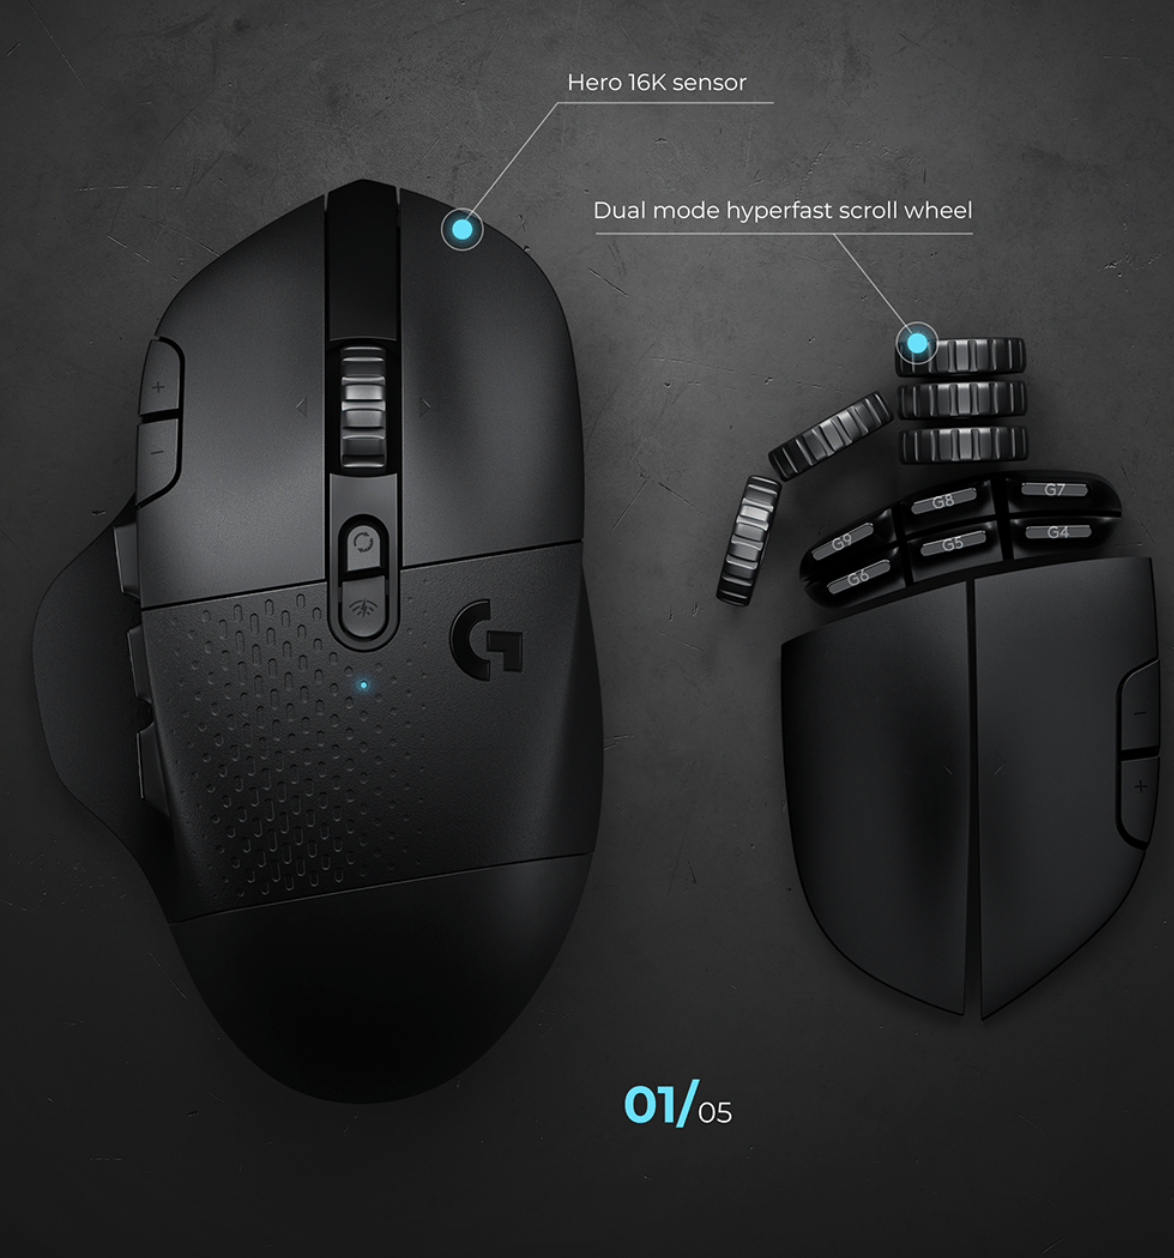 Hero 16K sensor
Dual mode hyperfast scroll wheel
G8
G7
G9
G5
G4
G6
+
−
−
+
01/05